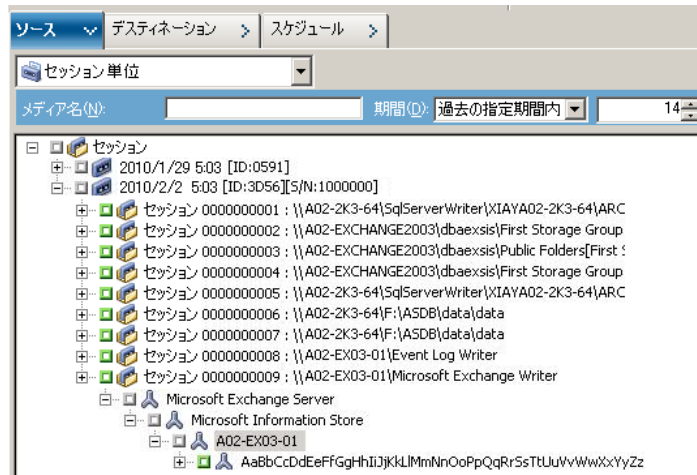 ソース デスティネーション スケジュール
セッション単位
メディア名(N): 期間(D): 過去の指定期間内 14
セッション
2010/1/29 5:03 [ID:0591]
2010/2/2 5:03 [ID:3D56][S/N:1000000]
セッション 0000000001 : \\A02-2K3-64\SqlServerWriter\XIAYA02-2K3-64\ARC
セッション 0000000002 : \\A02-EXCHANGE2003\dbaexsis\First Storage Group
セッション 0000000003 : \\A02-EXCHANGE2003\dbaexsis\Public Folders[First S
セッション 0000000004 : \\A02-EXCHANGE2003\dbaexsis\First Storage Group
セッション 0000000005 : \\A02-2K3-64\SqlServerWriter\XIAYA02-2K3-64\ARC
セッション 0000000006 : \\A02-2K3-64\F:\ASDB\data\data
セッション 0000000007 : \\A02-2K3-64\F:\ASDB\data\data
セッション 0000000008 : \\A02-EX03-01\Event Log Writer
セッション 0000000009 : \\A02-EX03-01\Microsoft Exchange Writer
Microsoft Exchange Server
Microsoft Information Store
A02-EX03-01
AaBbCcDdEeFfGgHhIiJjKkLlMmNnOoPpQqRrSsTtUuVvWwXxYyZz